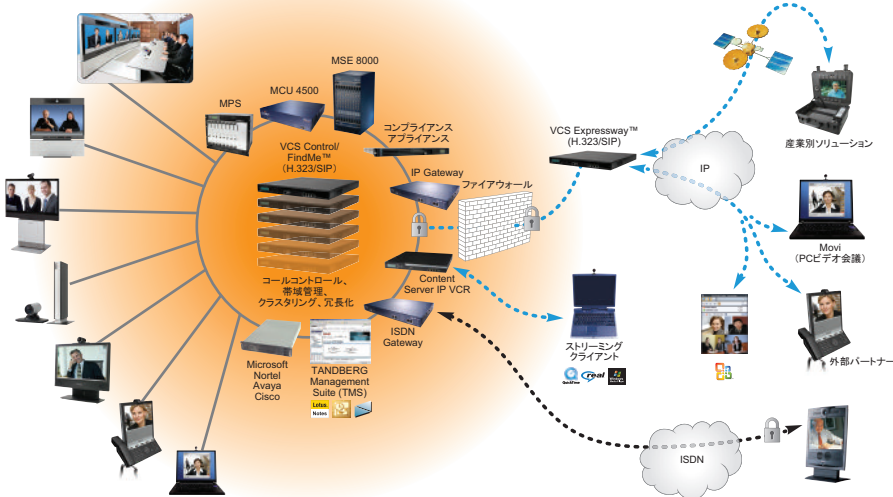 MSE 8000
MCU 4500
MPS
コンプライアンス
アプライアンス
VCS Control/
FindMe™
(H.323/SIP)
IP Gateway
ファイアウォール
VCS Expressway™
(H.323/SIP)
IP
産業別ソリューション
Movi
(PCビデオ会議)
コールコントロール、
帯域管理、
クラスタリング、冗長化
Content
Server IP VCR
ISDN
Gateway
ストリーミング
クライアント
QuickTime
real
外部パートナー
Microsoft
Nortel
Avaya
Cisco
TANDBERG
Management
Suite (TMS)
Lotus.
Notes
ISDN